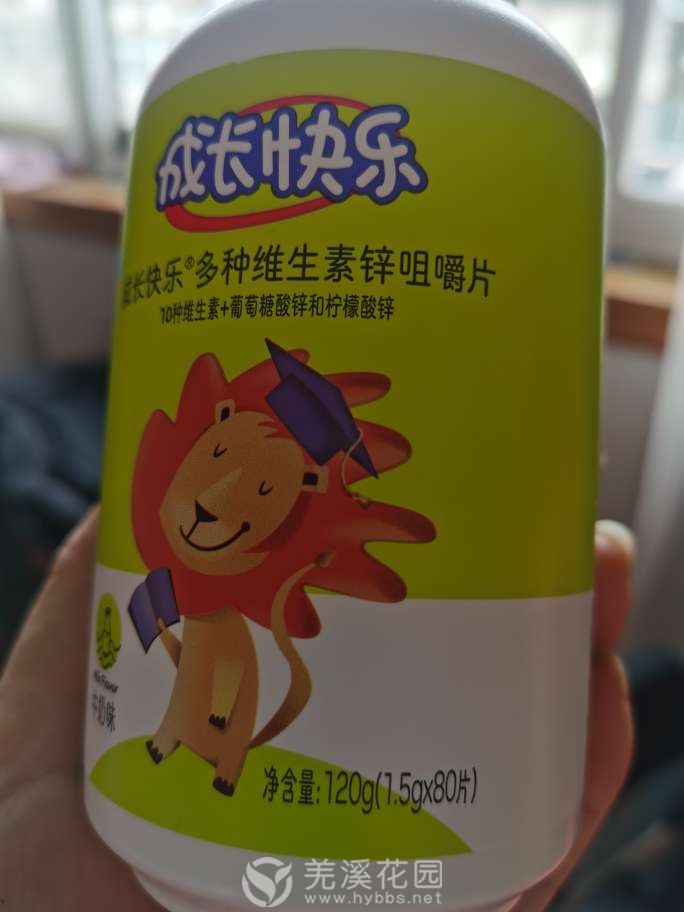 成长快乐
成长快乐®多种维生素锌咀嚼片
10种维生素+葡萄糖酸锌和柠檬酸锌
牛奶味
净含量:120g(1.5gx80片)
羌溪花园
www.hybbs.net